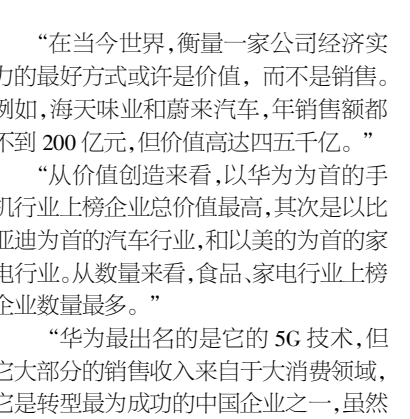 “在当今世界,衡量一家公司经济实
力的最好方式或许是价值，而不是销售。
例如,海天味业和蔚来汽车,年销售额都
不到 200 亿元,但价值高达四五千亿。”
“从价值创造来看,以华为为首的手
机行业上榜企业总价值最高,其次是以比
亚迪为首的汽车行业,和以美的为首的家
电行业。从数量来看,食品、家电行业上榜
企业数量最多。”
“华为最出名的是它的 5G 技术,但
它大部分的销售收入来自于大消费领域,
它是转型最为成功的中国企业之一,虽然